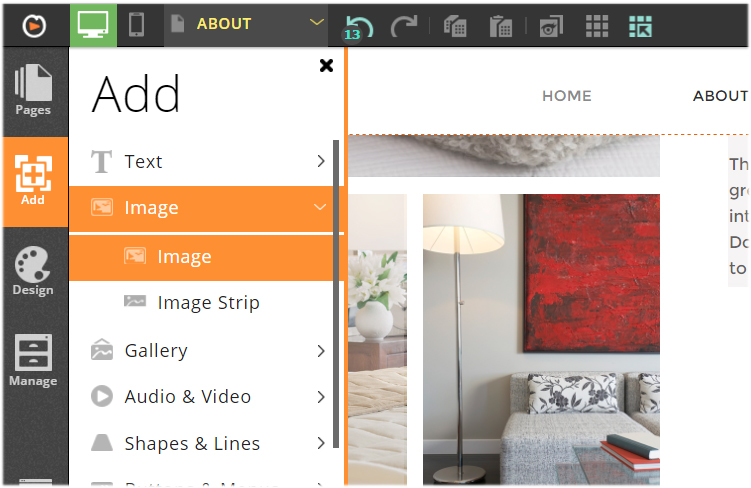 ABOUT
13
Pages
Add
Design
Manage
Add
Text
Image
Image
Image Strip
Gallery
Audio & Video
Shapes & Lines
HOME
ABOUT
Th
gr
int
Do
to